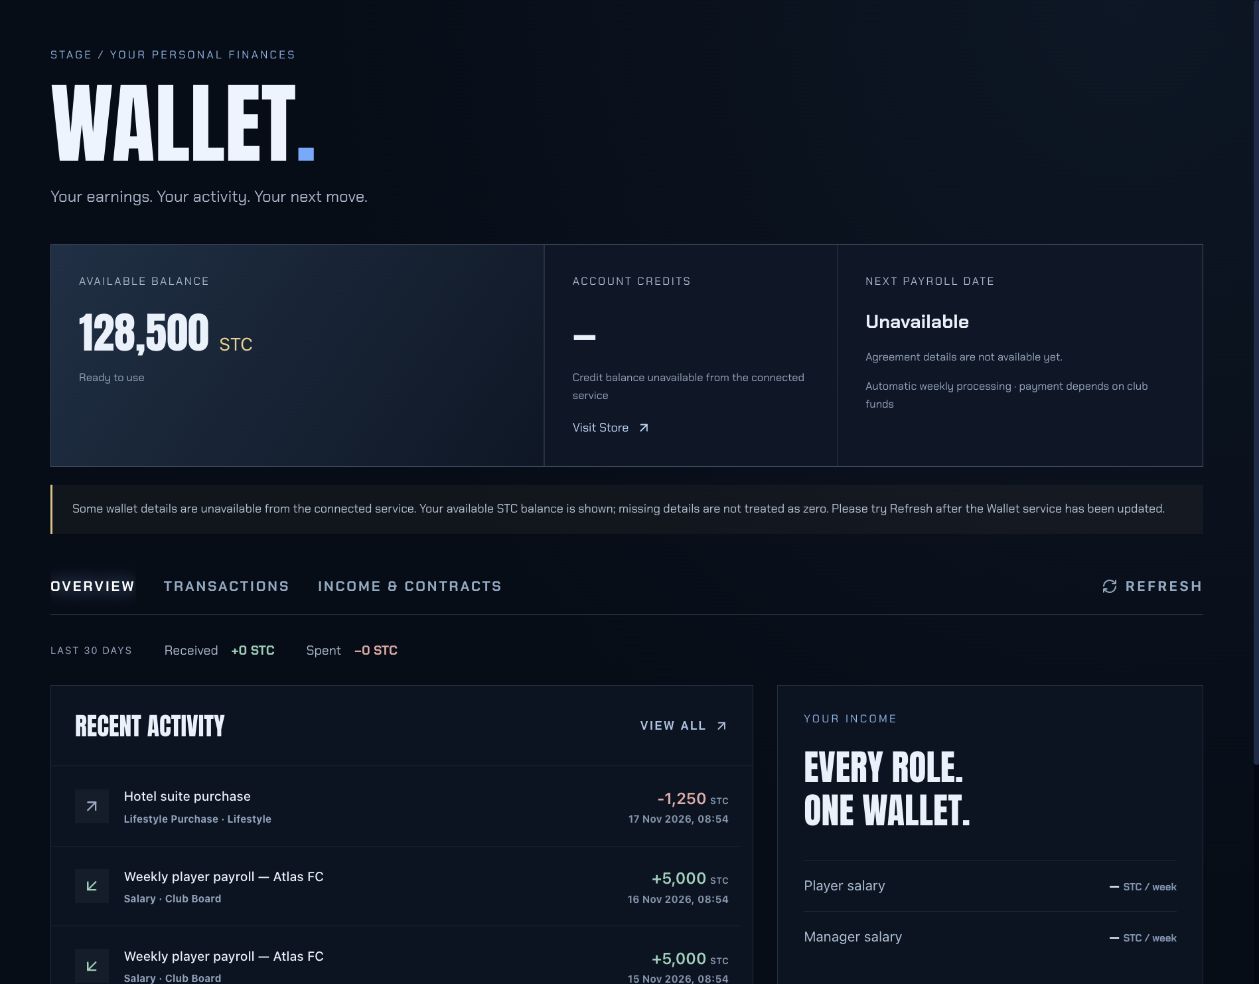 STAGE / YOUR PERSONAL FINANCES
WALLET.
Your earnings. Your activity. Your next move.
AVAILABLE BALANCE
128,500 STC
Ready to use
ACCOUNT CREDITS
—
Credit balance unavailable from the connected
service
Visit Store
NEXT PAYROLL DATE
Unavailable
Agreement details are not available yet.
Automatic weekly processing · payment depends on club
funds
Some wallet details are unavailable from the connected service. Your available STC balance is shown; missing details are not treated as zero. Please try Refresh after the Wallet service has been updated.
OVERVIEW TRANSACTIONS INCOME & CONTRACTS REFRESH
LAST 30 DAYS Received +0 STC Spent −0 STC
RECENT ACTIVITY VIEW ALL
Hotel suite purchase -1,250 STC
Lifestyle Purchase · Lifestyle 17 Nov 2026, 08:54
Weekly player payroll — Atlas FC +5,000 STC
Salary · Club Board 16 Nov 2026, 08:54
Weekly player payroll — Atlas FC +5,000 STC
Salary · Club Board 15 Nov 2026, 08:54
YOUR INCOME
EVERY ROLE.
ONE WALLET.
Player salary — STC / week
Manager salary — STC / week